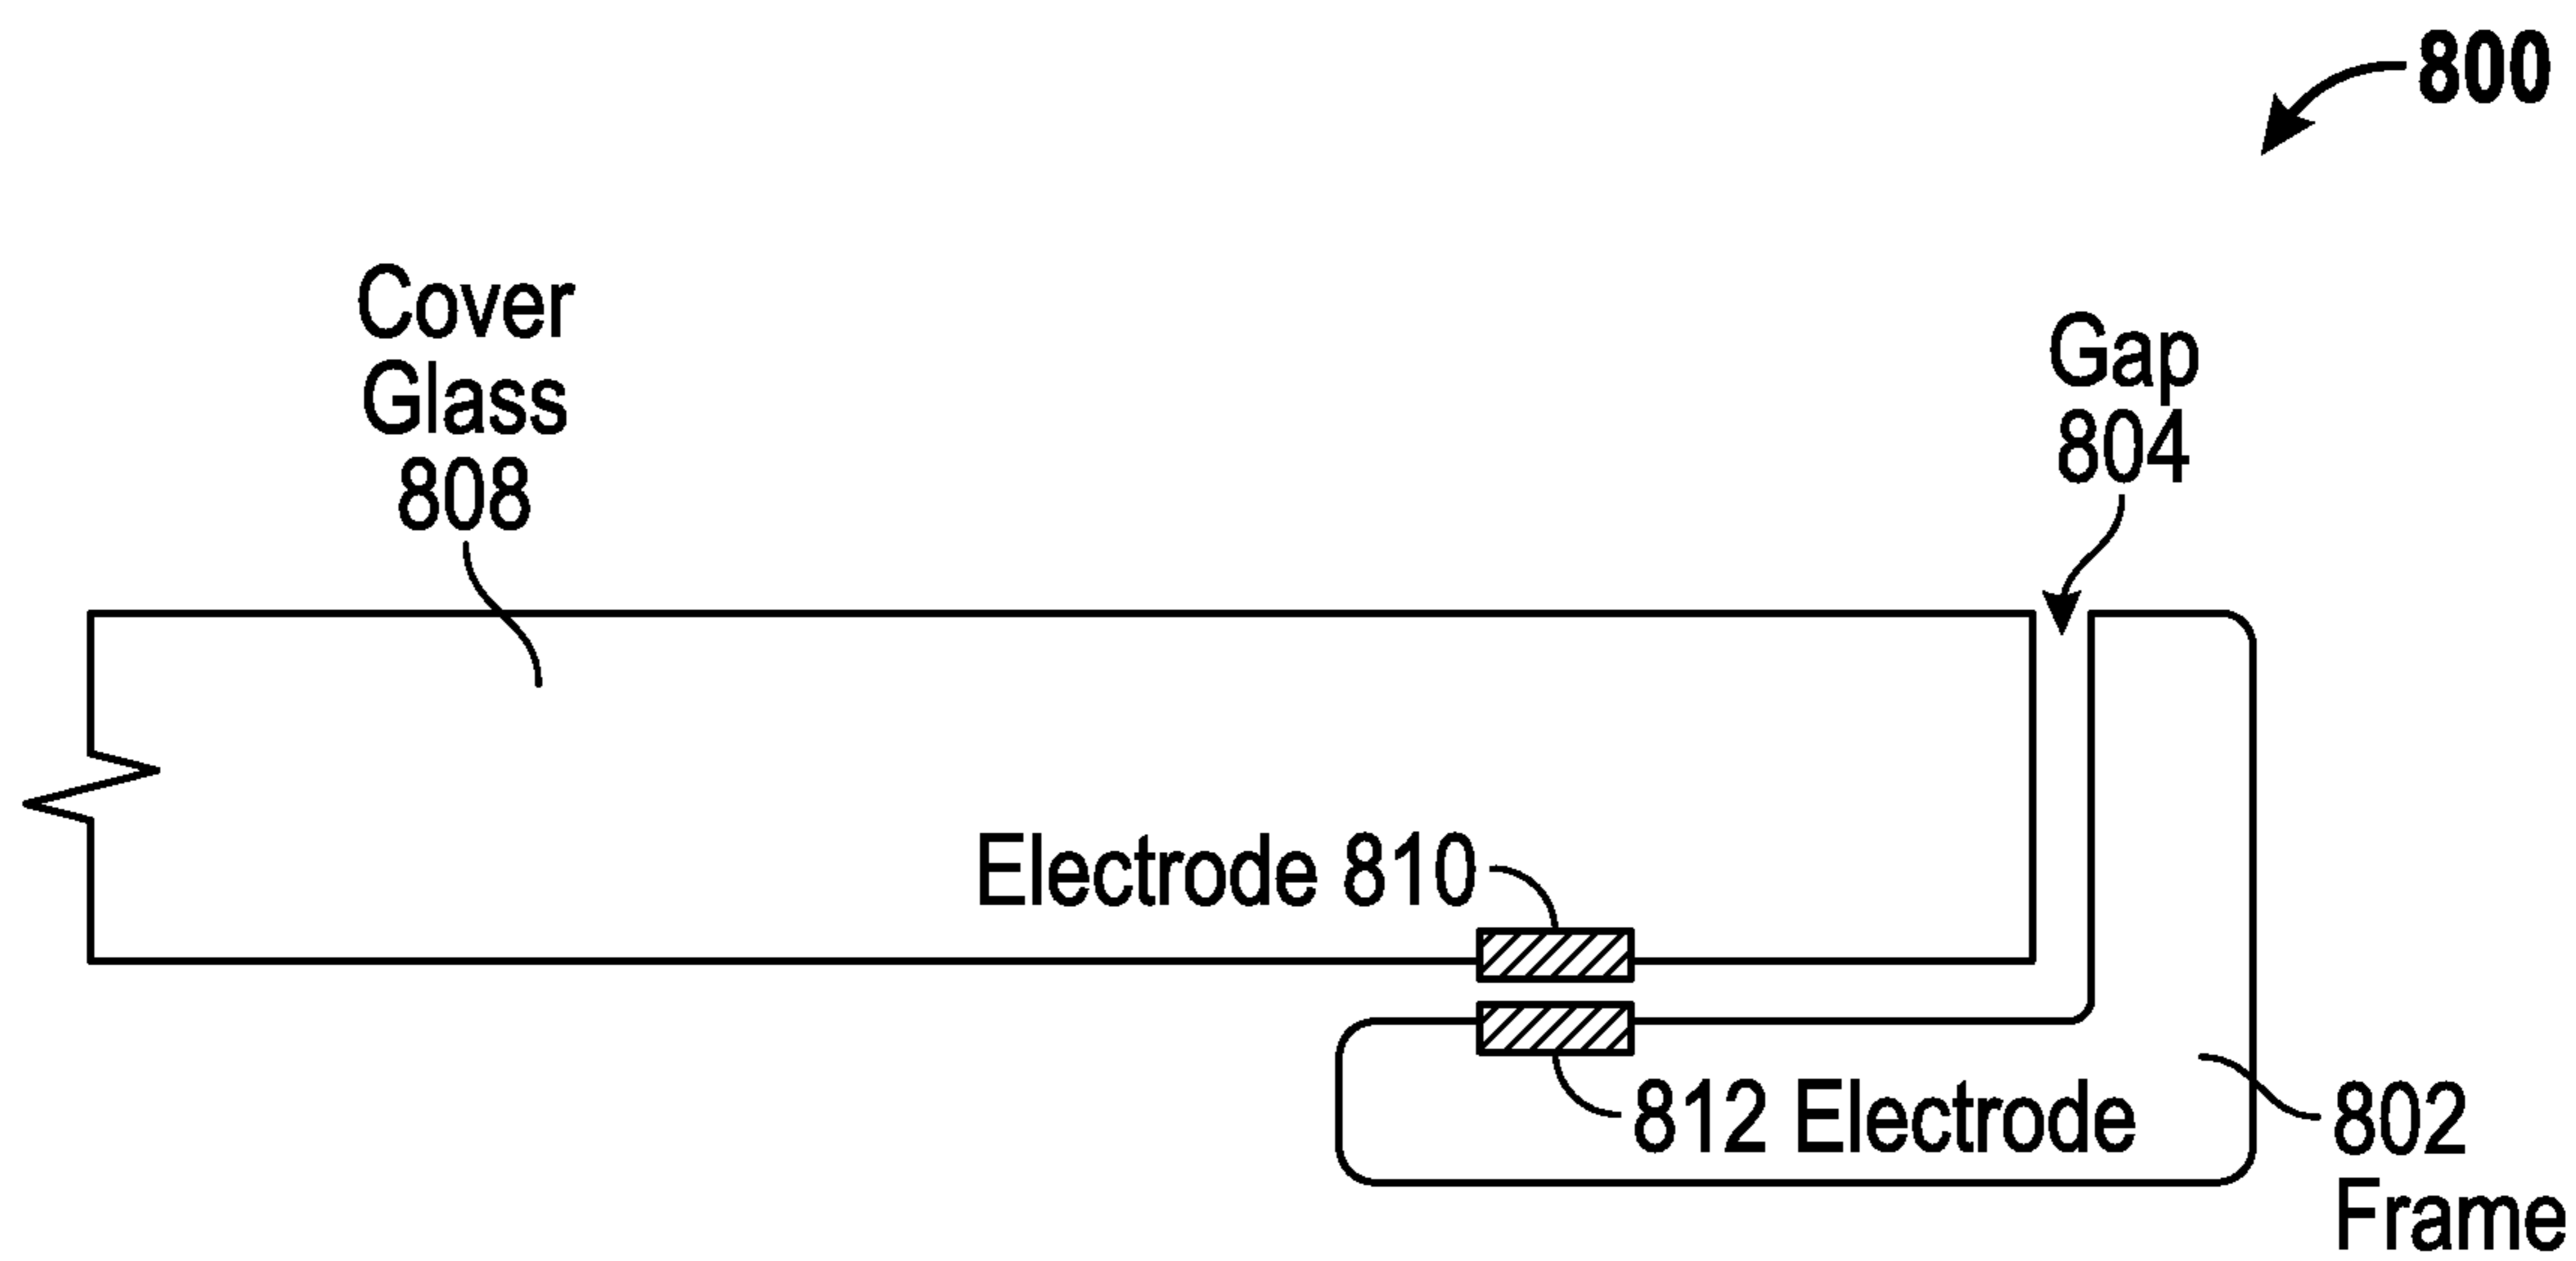 800
Cover
Glass
808
Gap
804
Electrode 810
812 Electrode
802
Frame